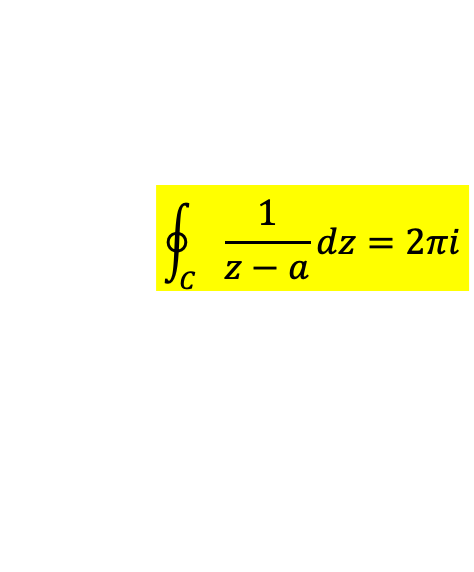 ∮_C 1/(z − a) dz = 2πi